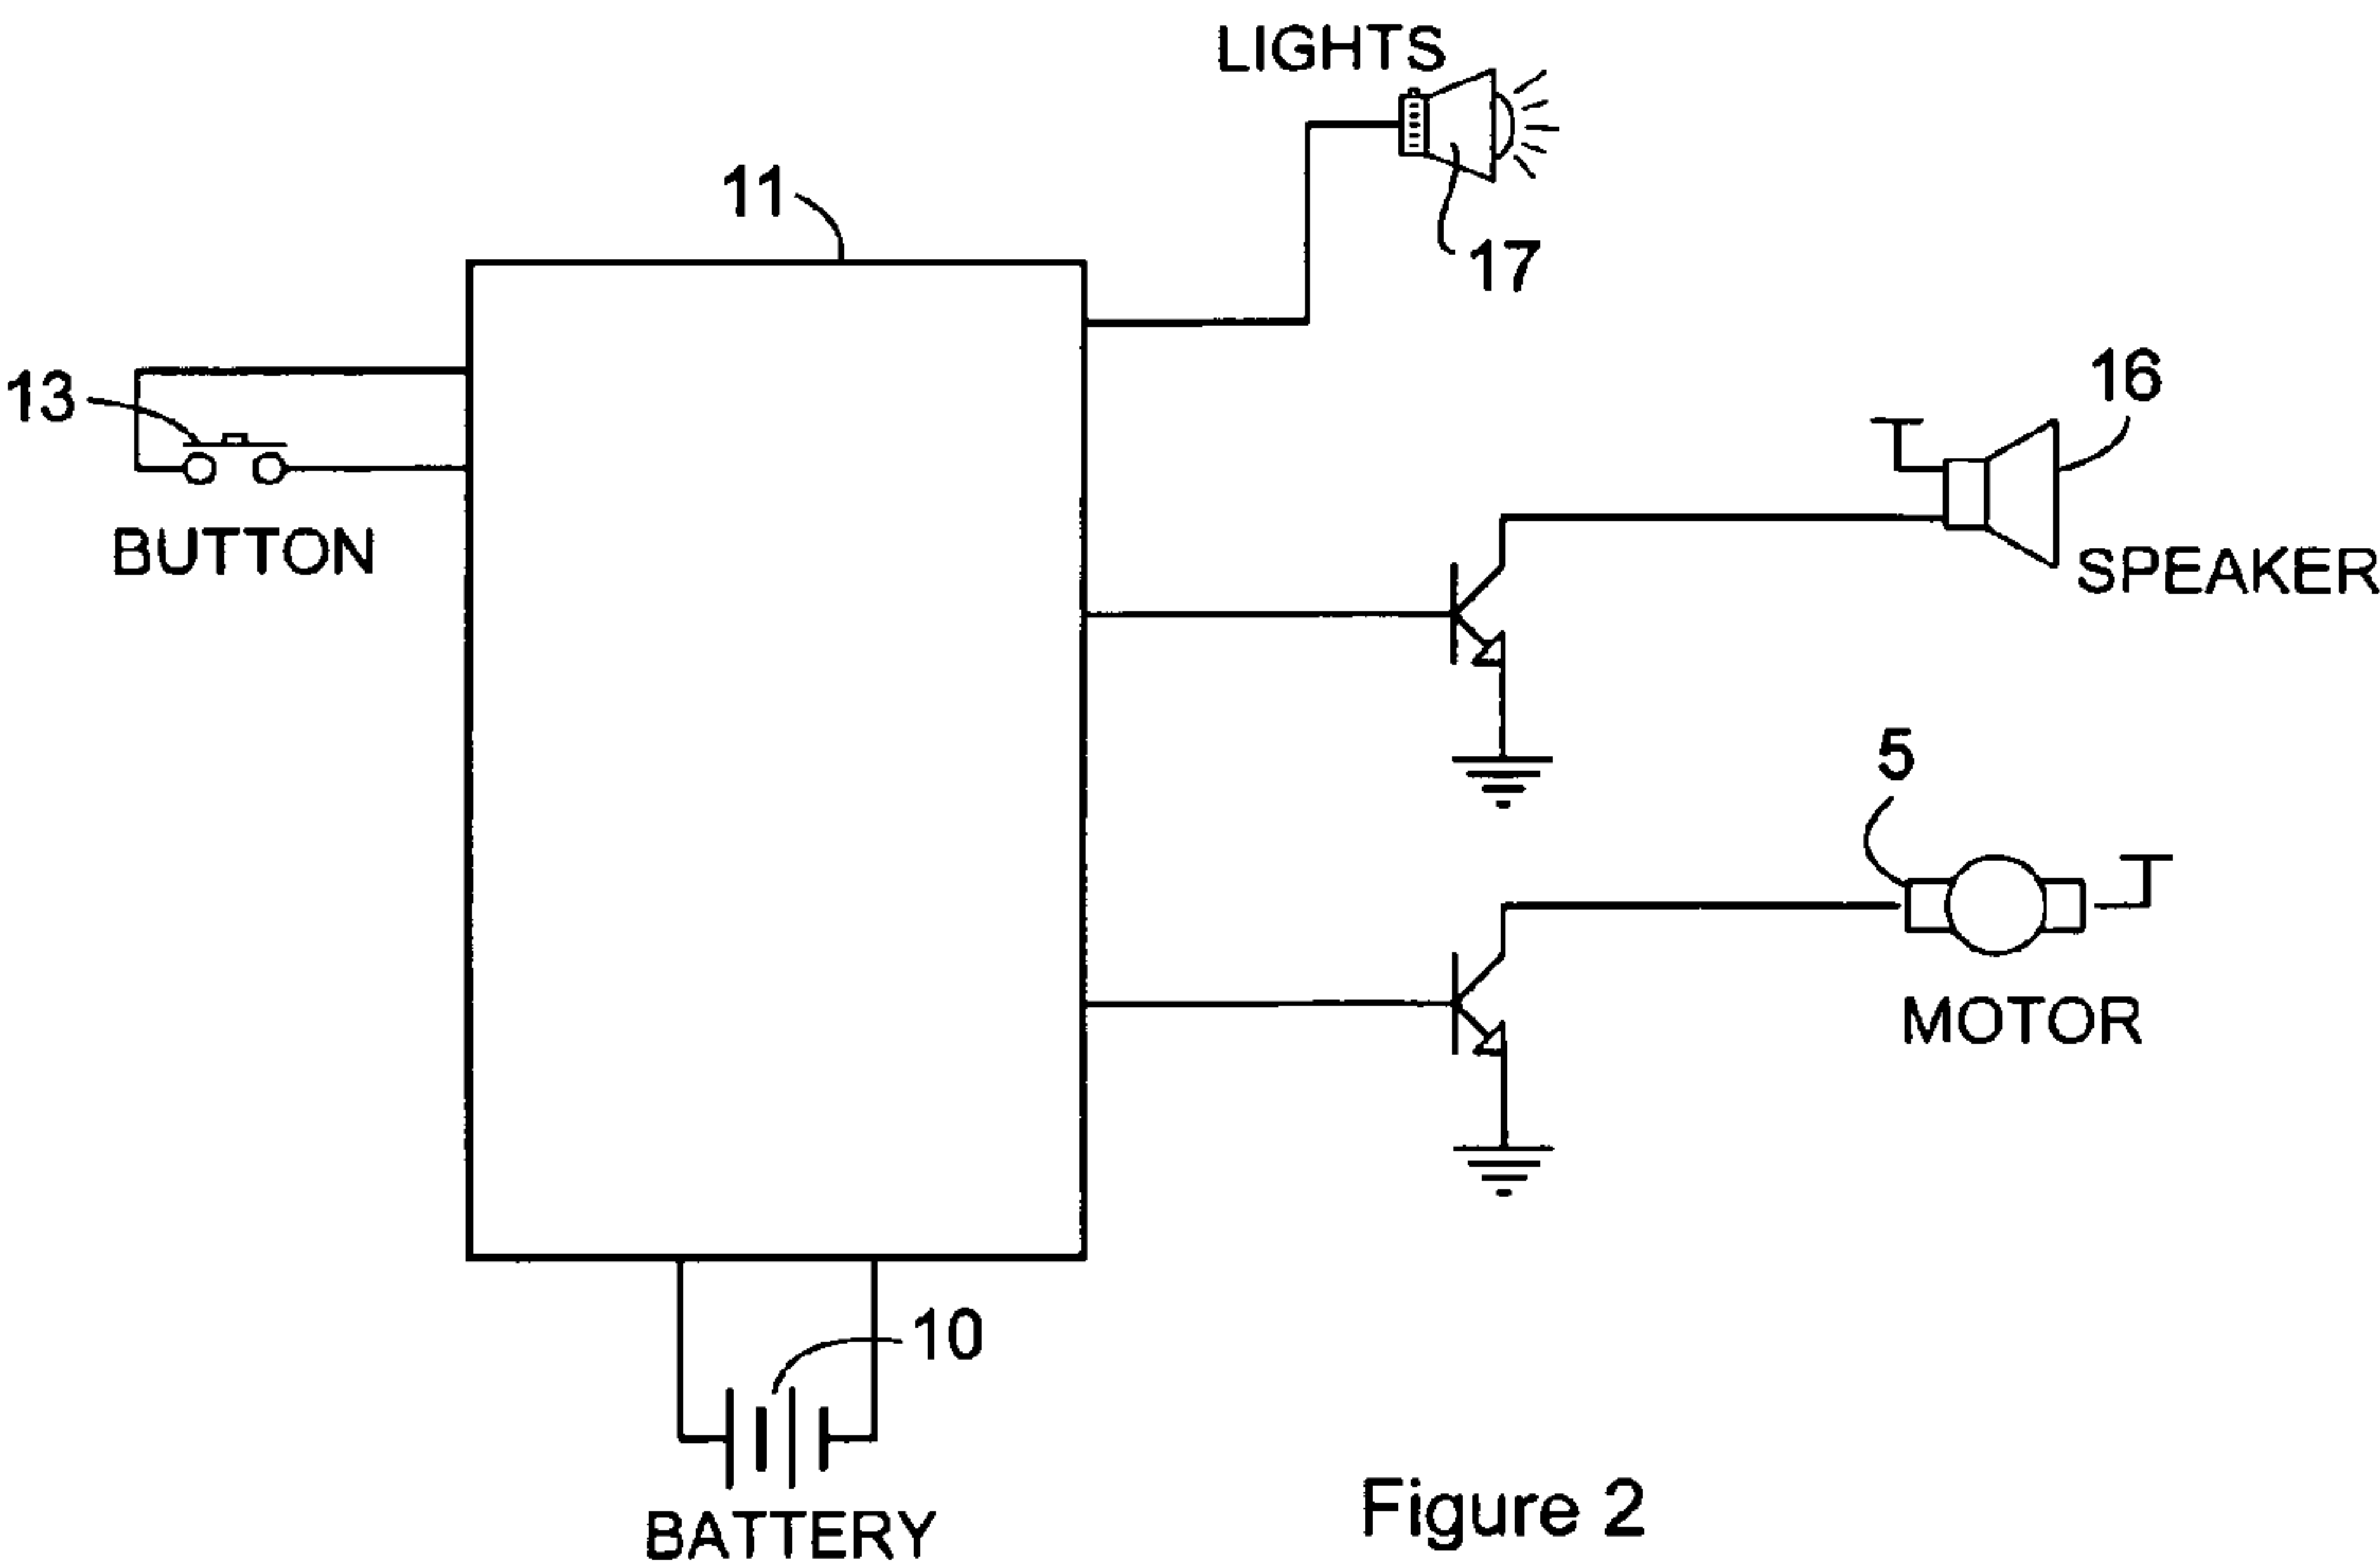 LIGHTS
11
17
13
16
BUTTON
SPEAKER
5
MOTOR
10
BATTERY
Figure 2